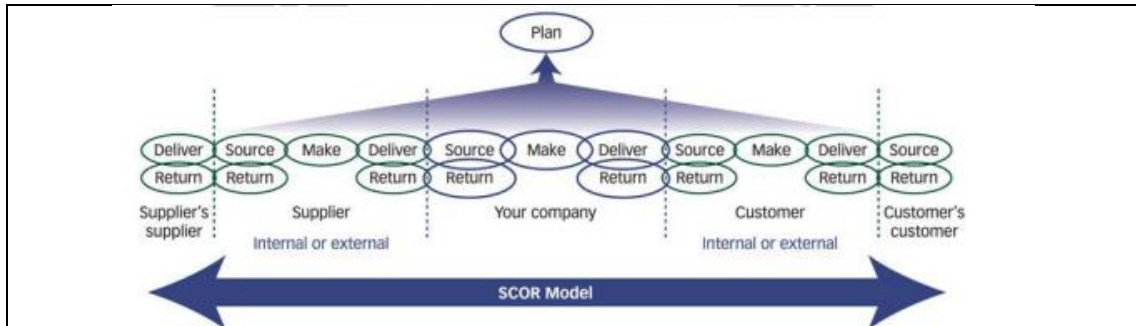 Plan
Deliver Source Make Deliver Source Make Deliver Source Make Deliver Source
Return Return Return Return Return Return Return Return
Supplier's supplier Supplier Your company Customer Customer's customer
Internal or external Internal or external
SCOR Model